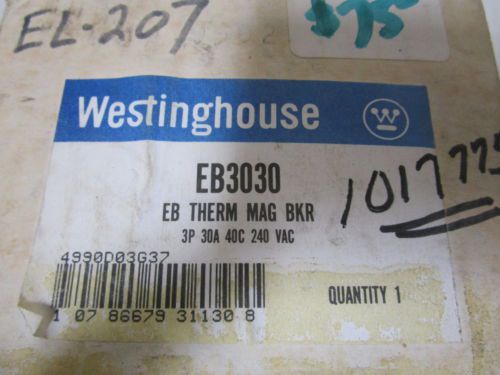 EL-207
$75
Westinghouse
EB3030
EB THERM MAG BKR
3P 30A 40C 240 VAC
1017775
4990D03G37
QUANTITY 1
1 07 86679 31130 8